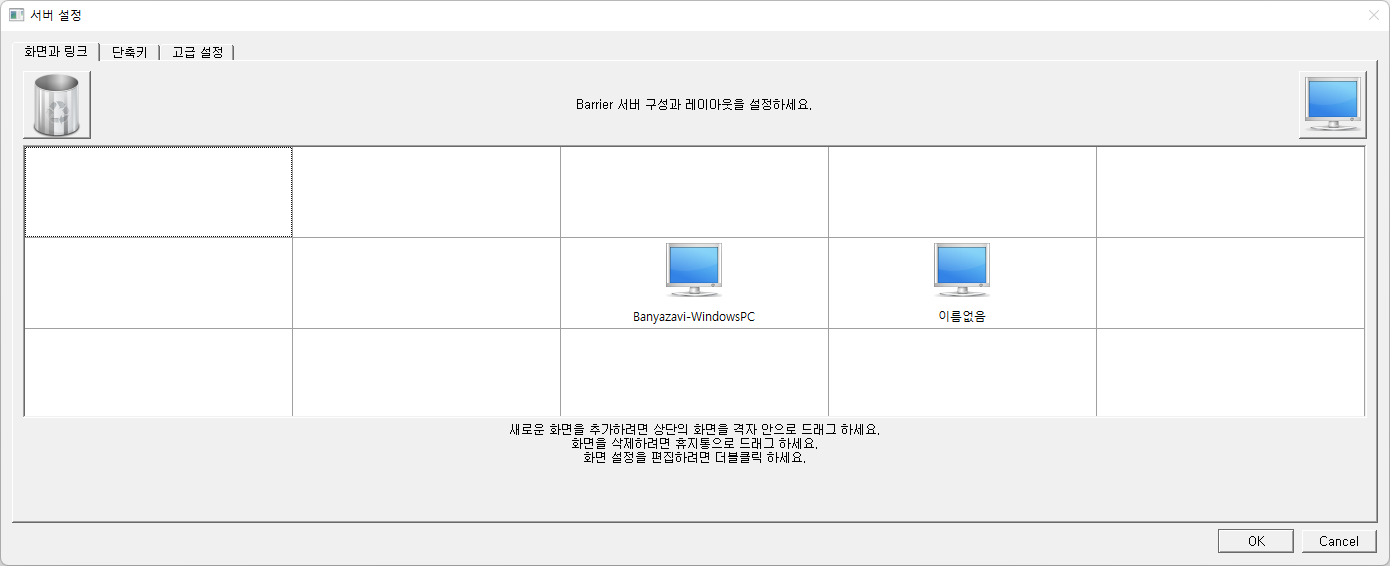 서버 설정
화면과 링크
단축키
고급 설정
Barrier 서버 구성과 레이아웃을 설정하세요.
Banyazavi-WindowsPC
이름없음
새로운 화면을 추가하려면 상단의 화면을 격자 안으로 드래그 하세요.
화면을 삭제하려면 휴지통으로 드래그 하세요.
화면 설정을 편집하려면 더블클릭 하세요.
OK
Cancel